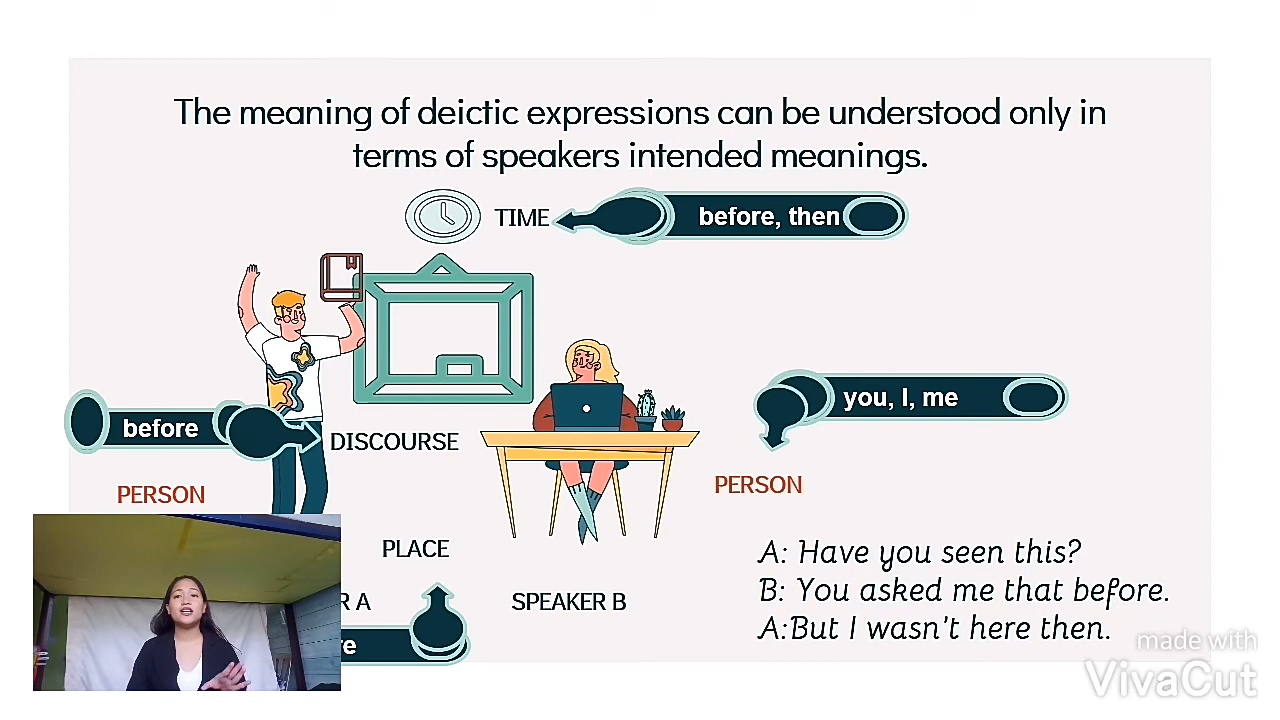 The meaning of deictic expressions can be understood only in
terms of speakers intended meanings.
TIME
before, then
you, I, me
before
DISCOURSE
PERSON
PERSON
PLACE
A: Have you seen this?
B: You asked me that before.
A:But I wasn't here then.
R A
SPEAKER B
re
made with
VivaCut